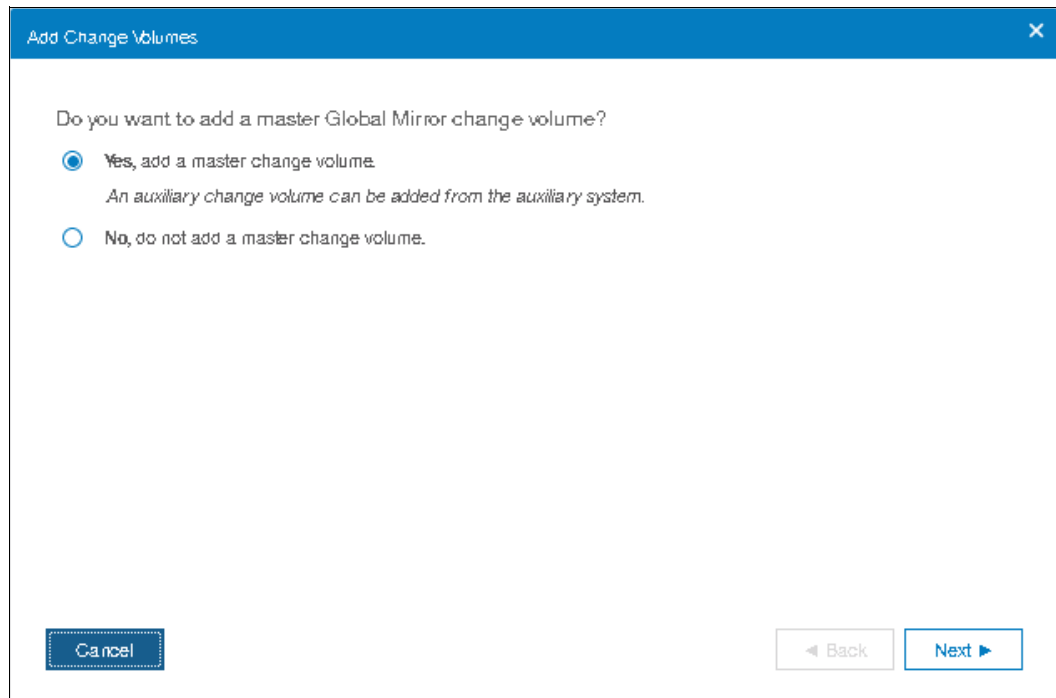 Add Change Volumes
Do you want to add a master Global Mirror change volume?
Yes, add a master change volume.
An auxiliary change volume can be added from the auxiliary system.
No, do not add a master change volume.
Cancel
◄ Back
Next ►